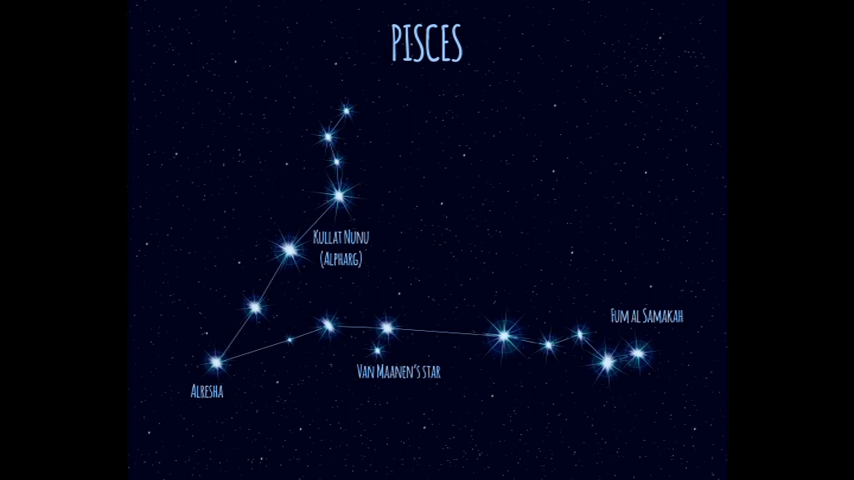 PISCES
KULLAT NUNU
(ALPHARG)
FUM AL SAMAKAH
VAN MAANEN'S STAR
ALRESHA